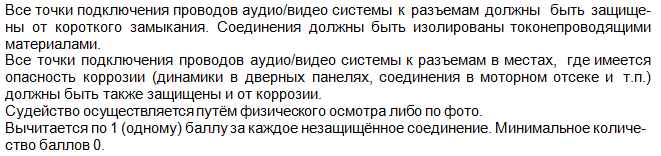 Все точки подключения проводов аудио/видео системы к разъемам должны быть защище-
ны от короткого замыкания. Соединения должны быть изолированы токонепроводящими
материалами.
Все точки подключения проводов аудио/видео системы к разъемам в местах, где имеется
опасность коррозии (динамики в дверных панелях, соединения в моторном отсеке и т.п.)
должны быть также защищены и от коррозии.
Судейство осуществляется путём физического осмотра либо по фото.
Вычитается по 1 (одному) баллу за каждое незащищённое соединение. Минимальное количе-
ство баллов 0.